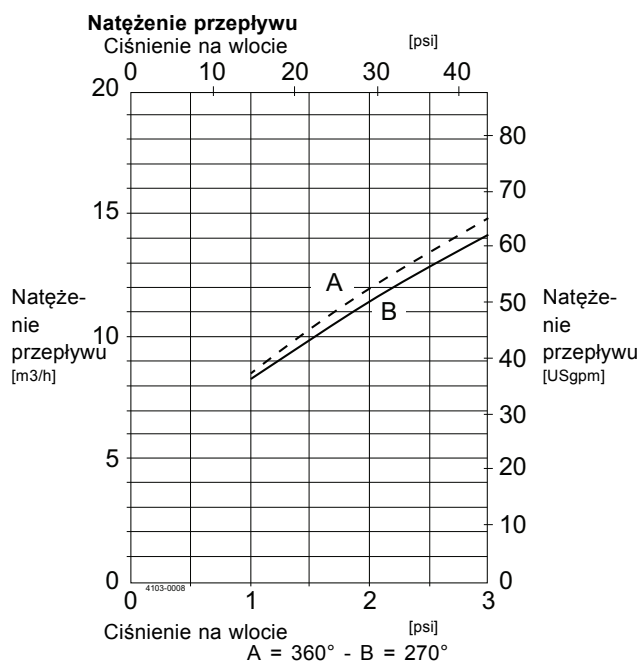 Natężenie przepływu
Ciśnienie na wlocie [psi]
0 10 20 30 40
20
15
10
5
0
80
70
60
50
40
30
20
10
0
Natęże-
nie
przepływu
[m3/h]
A
B
Natęże-
nie
przepływu
[USgpm]
4103-0008
0 1 2 3
Ciśnienie na wlocie [psi]
A = 360° - B = 270°